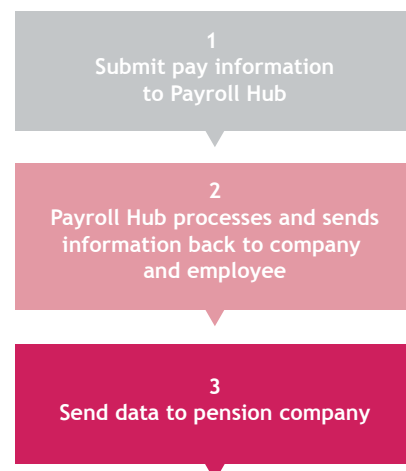 1
Submit pay information
to Payroll Hub
2
Payroll Hub processes and sends
information back to company
and employee
3
Send data to pension company